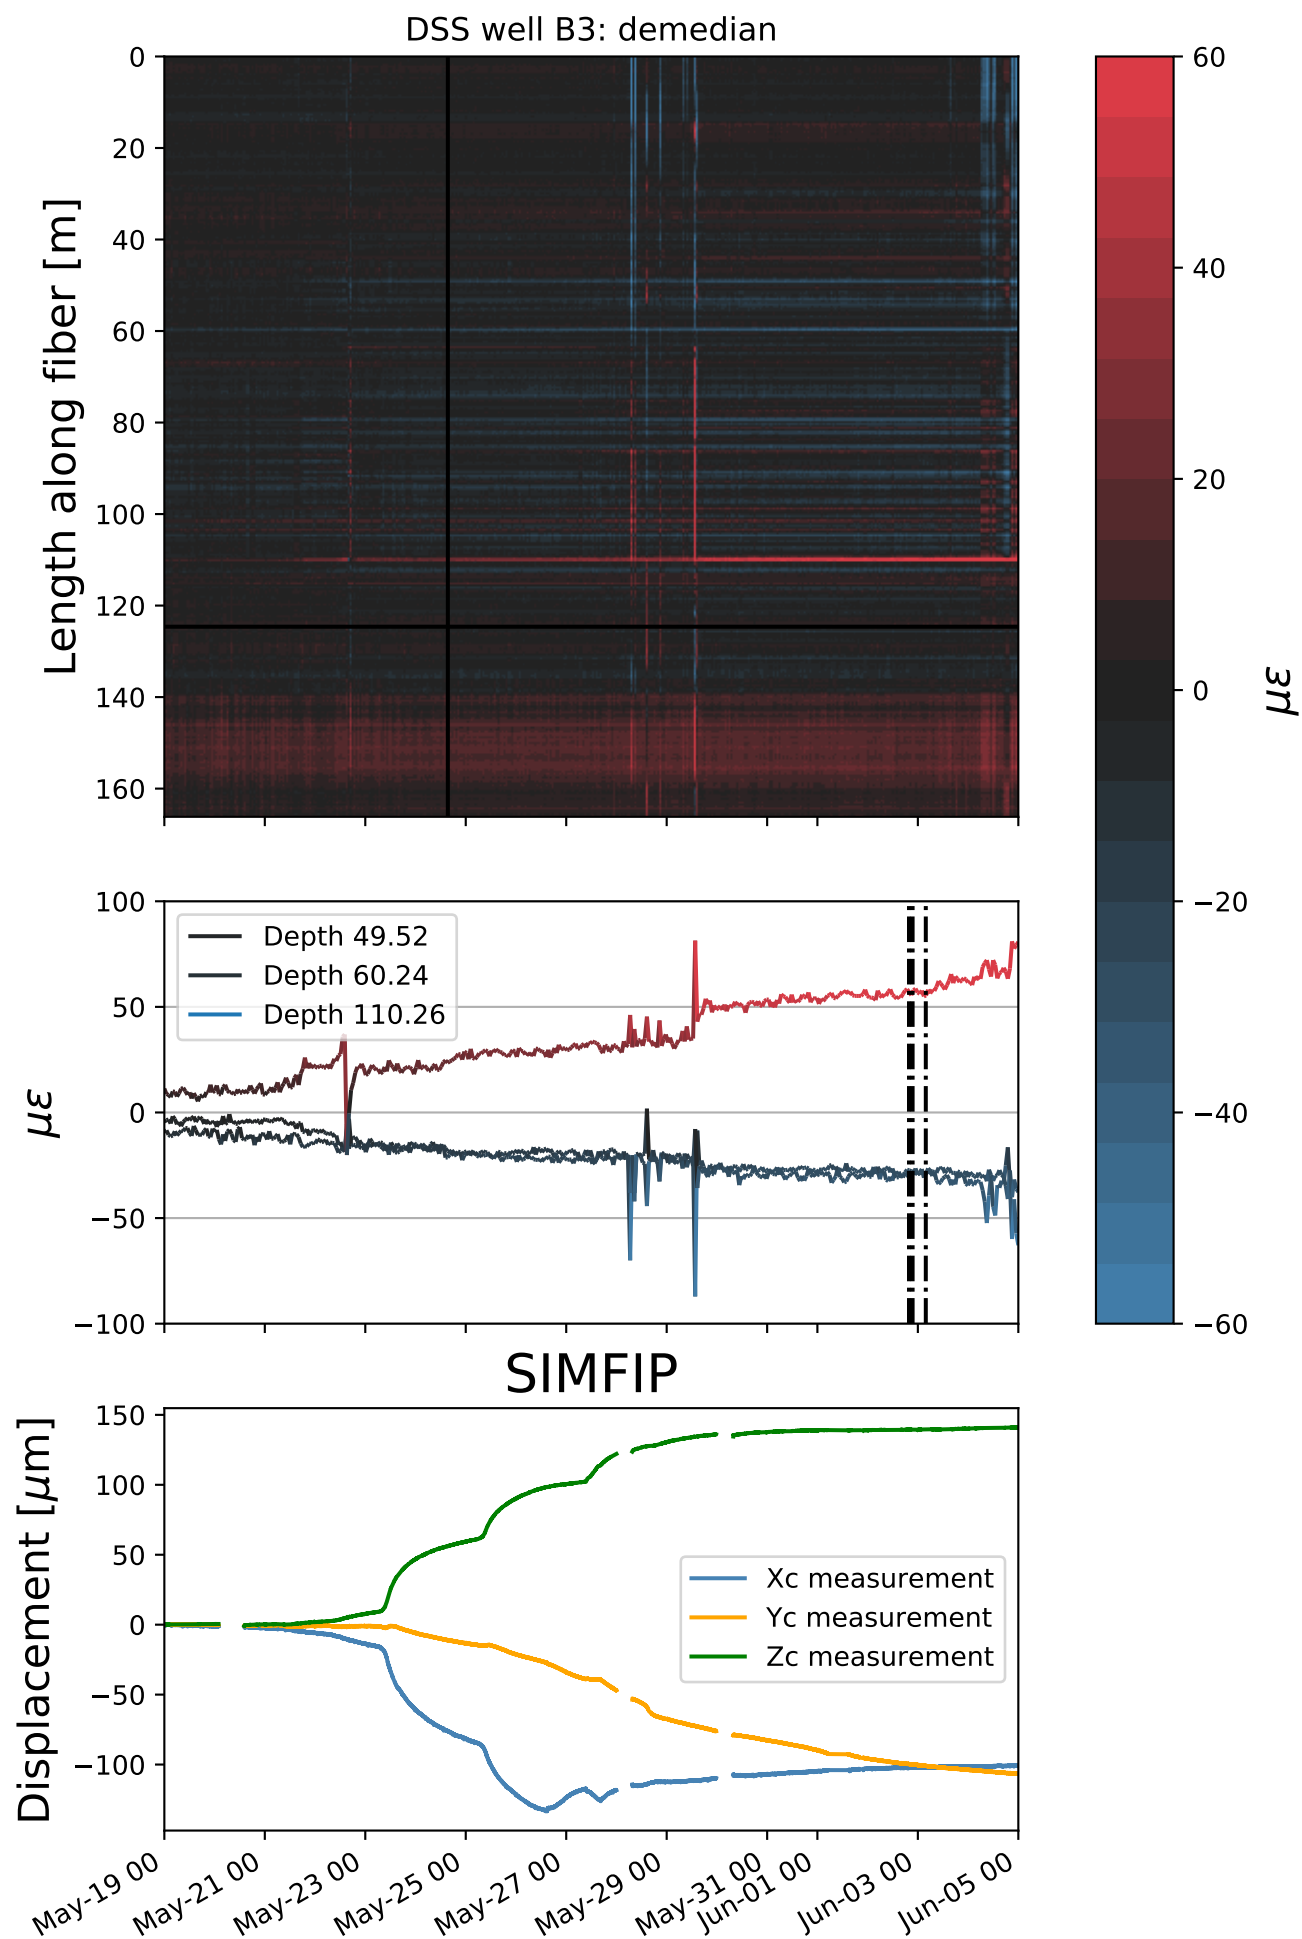 DSS well B3: demedian
0
20
40
60
80
100
120
140
160
Length along fiber [m]
60
40
20
0
−20
−40
−60
με
100
50
0
−50
−100
με
Depth 49.52
Depth 60.24
Depth 110.26
SIMFIP
150
100
50
0
−50
−100
Displacement [μm]
Xc measurement
Yc measurement
Zc measurement
May-19 00
May-21 00
May-23 00
May-25 00
May-27 00
May-29 00
May-31 00
Jun-01 00
Jun-03 00
Jun-05 00